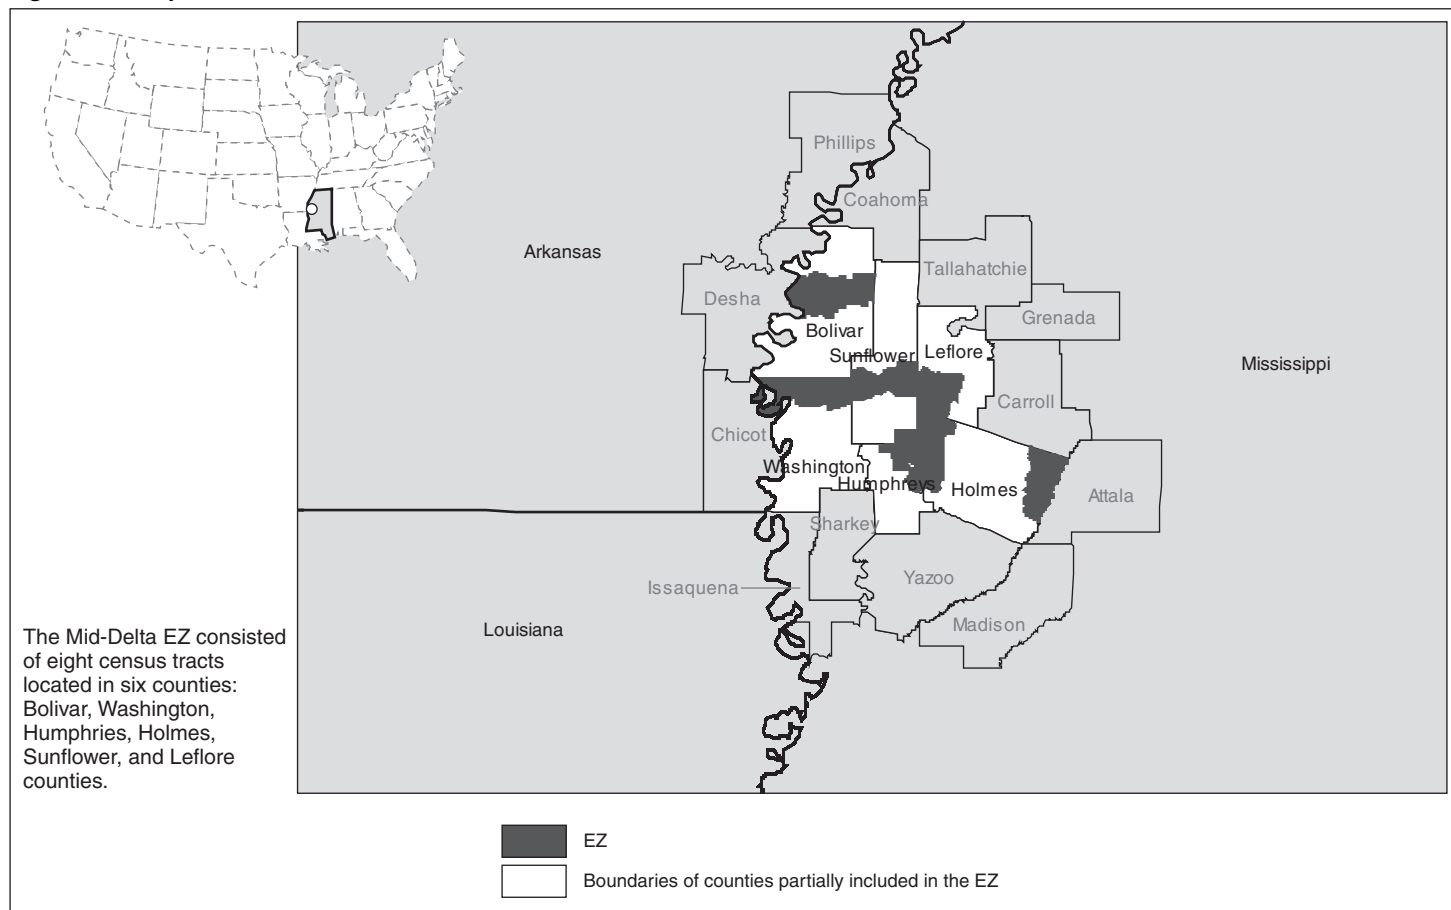 Phillips
Coahoma
Arkansas
Tallahatchie
Desha
Grenada
Bolivar
Sunflower
Leflore
Mississippi
Carroll
Chicot
Washington
Humphreys
Holmes
Attala
Sharkey
Issaquena
Yazoo
Madison
Louisiana
The Mid-Delta EZ consisted
of eight census tracts
located in six counties:
Bolivar, Washington,
Humphries, Holmes,
Sunflower, and Leflore
counties.
EZ
Boundaries of counties partially included in the EZ